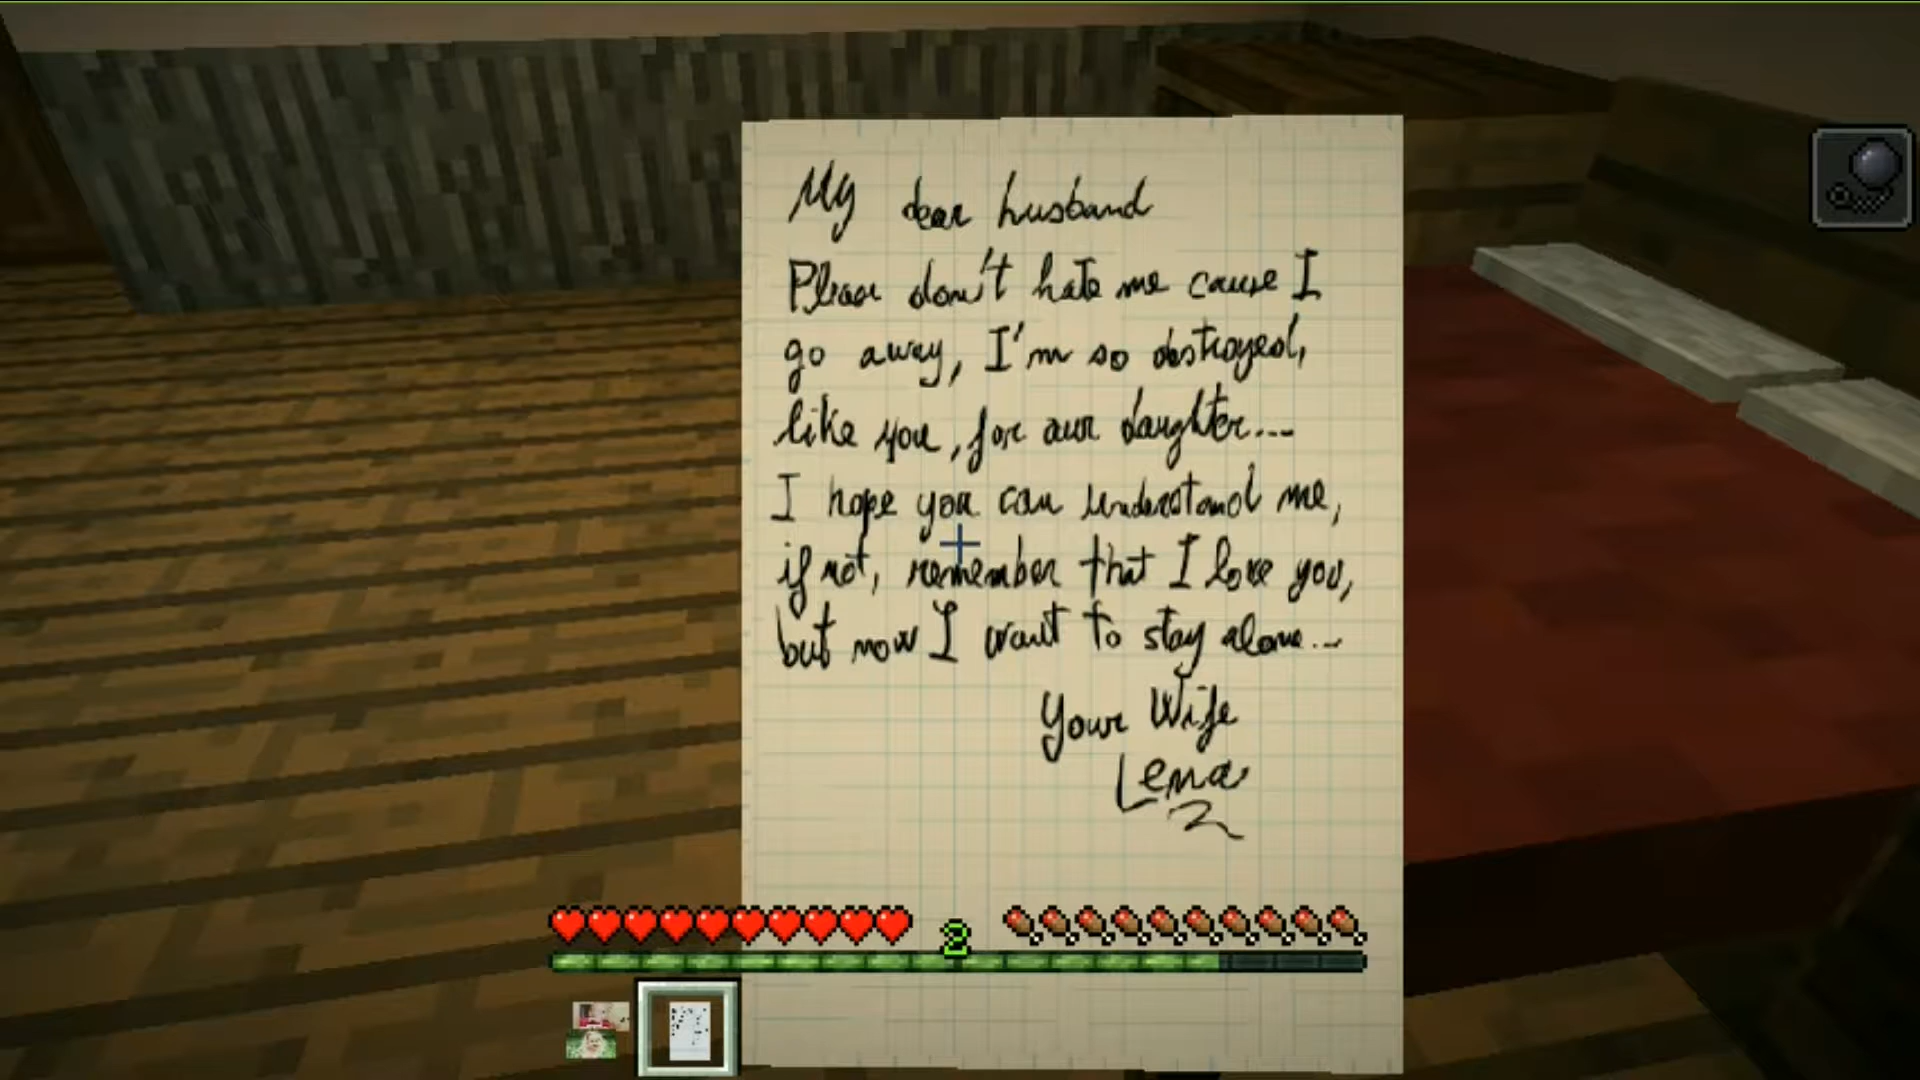 My dear husband
Please don't hate me cause I
go away, I'm so destroyed,
like you, for our daughter...
I hope you can understand me,
if not, remember that I love you,
but now I want to stay alone...
Your Wife
Lena
2